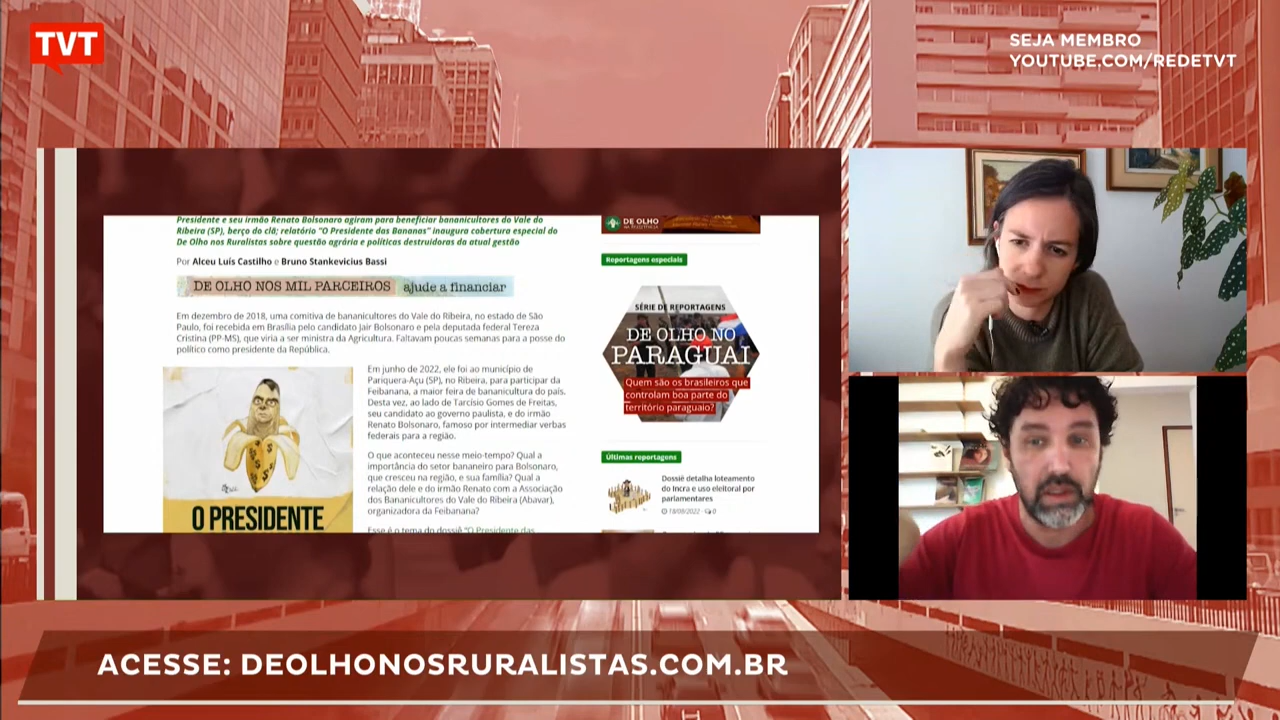 TVT
SEJA MEMBRO
YOUTUBE.COM/REDETVT
Presidente e seu irmão Renato Bolsonaro agiram para beneficiar bananicultores do Vale do
Ribeira (SP), berço do clã; relatório "O Presidente das Bananas" inaugura cobertura especial do
De Olho nos Ruralistas sobre questão agrária e políticas destruidoras da atual gestão
Por Alceu Luís Castilho e Bruno Stankevicius Bassi
DE OLHO NOS MIL PARCEIROS ajude a financiar
Em dezembro de 2018, uma comitiva de bananicultores do Vale do Ribeira, no estado de São
Paulo, foi recebida em Brasília pelo candidato Jair Bolsonaro e pela deputada federal Tereza
Cristina (PP-MS), que viria a ser ministra da Agricultura. Faltavam poucas semanas para a posse do
político como presidente da República.
Em junho de 2022, ele foi ao município de
Pariquera-Açu (SP), no Ribeira, para participar da
Feibanana, a maior feira de bananicultura do país.
Desta vez, ao lado de Tarcísio Gomes de Freitas,
seu candidato ao governo paulista, e do irmão
Renato Bolsonaro, famoso por intermediar verbas
federais para a região.
O que aconteceu nesse meio-tempo? Qual a
importância do setor bananeiro para Bolsonaro,
que cresceu na região, e sua família? Qual a
relação dele e do irmão Renato com a Associação
dos Bananicultores do Vale do Ribeira (Abavar),
organizadora da Feibanana?
Esse é o tema do dossiê "O Presidente das
O PRESIDENTE
DE OLHO
NA RESISTÊNCIA
Reportagens especiais
SÉRIE DE REPORTAGENS
DE OLHO NO
PARAGUAI
Quem são os brasileiros que
controlam boa parte do
território paraguaio?
Últimas reportagens
Dossiê detalha loteamento
do Incra e uso eleitoral por
parlamentares
18/08/2022 0
ACESSE: DEOLHONOSRURALISTAS.COM.BR